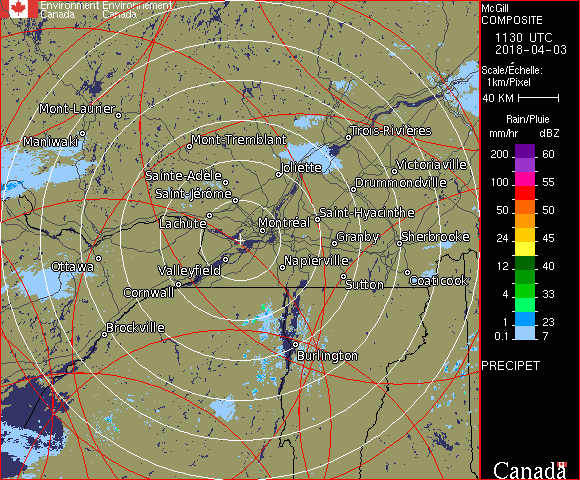 Environment Environnement
Canada Canada
McGill
COMPOSITE
1130 UTC
2018-04-03
Scale/Échelle:
1km/Pixel
40 KM
Rain/Pluie
mm/hr dBZ
200 60
100 55
50 50
24 45
12 40
4 33
1 23
0.1 7
PRECIPET
Canada
Mont-Laurier
Maniwaki
Mont-Tremblant
Trois-Rivières
Joliette
Victoriaville
Sainte-Adèle
Drummondville
Saint-Jérôme
Lachute
Saint-Hyacinthe
Montréal
Granby
Sherbrooke
Ottawa
Valleyfield
Napierville
Cornwall
Sutton
Coaticook
Brockville
Burlington